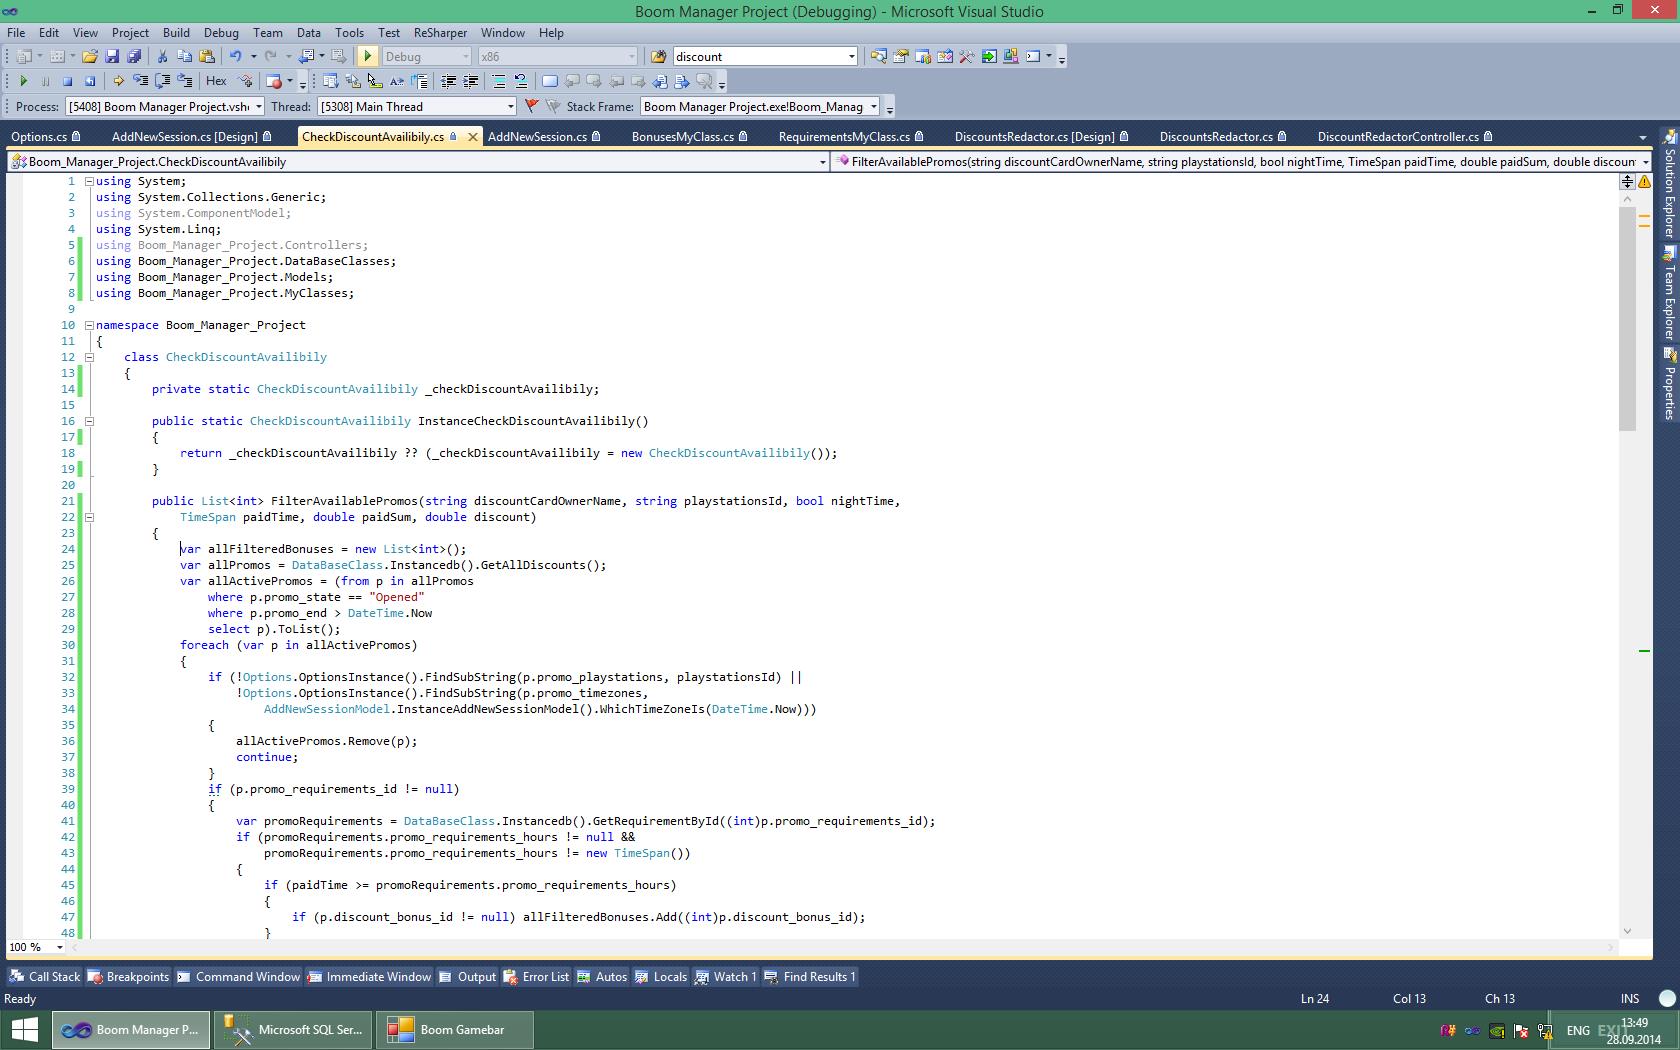 Boom Manager Project (Debugging) - Microsoft Visual Studio
File Edit View Project Build Debug Team Data Tools Test ReSharper Window Help
Debug x86 discount
Hex
Process: [5408] Boom Manager Project.vshc Thread: [5308] Main Thread Stack Frame: Boom Manager Project.exe!Boom_Manag
Options.cs AddNewSession.cs [Design] CheckDiscountAvailibily.cs AddNewSession.cs BonusesMyClass.cs RequirementsMyClass.cs DiscountsRedactor.cs [Design] DiscountsRedactor.cs DiscountRedactorController.cs
Boom_Manager_Project.CheckDiscountAvailibily FilterAvailablePromos(string discountCardOwnerName, string playstationsId, bool nightTime, TimeSpan paidTime, double paidSum, double discoun
1 using System;
2 using System.Collections.Generic;
3 using System.ComponentModel;
4 using System.Linq;
5 using Boom_Manager_Project.Controllers;
6 using Boom_Manager_Project.DataBaseClasses;
7 using Boom_Manager_Project.Models;
8 using Boom_Manager_Project.MyClasses;
9
10 namespace Boom_Manager_Project
11 {
12 class CheckDiscountAvailibily
13 {
14 private static CheckDiscountAvailibily _checkDiscountAvailibily;
15
16 public static CheckDiscountAvailibily InstanceCheckDiscountAvailibily()
17 {
18 return _checkDiscountAvailibily ?? (_checkDiscountAvailibily = new CheckDiscountAvailibily());
19 }
20
21 public List<int> FilterAvailablePromos(string discountCardOwnerName, string playstationsId, bool nightTime,
22 TimeSpan paidTime, double paidSum, double discount)
23 {
24 var allFilteredBonuses = new List<int>();
25 var allPromos = DataBaseClass.Instancedb().GetAllDiscounts();
26 var allActivePromos = (from p in allPromos
27 where p.promo_state == "Opened"
28 where p.promo_end > DateTime.Now
29 select p).ToList();
30 foreach (var p in allActivePromos)
31 {
32 if (!Options.OptionsInstance().FindSubString(p.promo_playstations, playstationsId) ||
33 !Options.OptionsInstance().FindSubString(p.promo_timezones,
34 AddNewSessionModel.InstanceAddNewSessionModel().WhichTimeZoneIs(DateTime.Now)))
35 {
36 allActivePromos.Remove(p);
37 continue;
38 }
39 if (p.promo_requirements_id != null)
40 {
41 var promoRequirements = DataBaseClass.Instancedb().GetRequirementById((int)p.promo_requirements_id);
42 if (promoRequirements.promo_requirements_hours != null &&
43 promoRequirements.promo_requirements_hours != new TimeSpan())
44 {
45 if (paidTime >= promoRequirements.promo_requirements_hours)
46 {
47 if (p.discount_bonus_id != null) allFilteredBonuses.Add((int)p.discount_bonus_id);
48 }
100 %
Solution Explorer
Team Explorer
Properties
Call Stack Breakpoints Command Window Immediate Window Output Error List Autos Locals Watch 1 Find Results 1
Ready Ln 24 Col 13 Ch 13 INS
Boom Manager P... Microsoft SQL Ser... Boom Gamebar ENG EXIT 13:49
28.09.2014